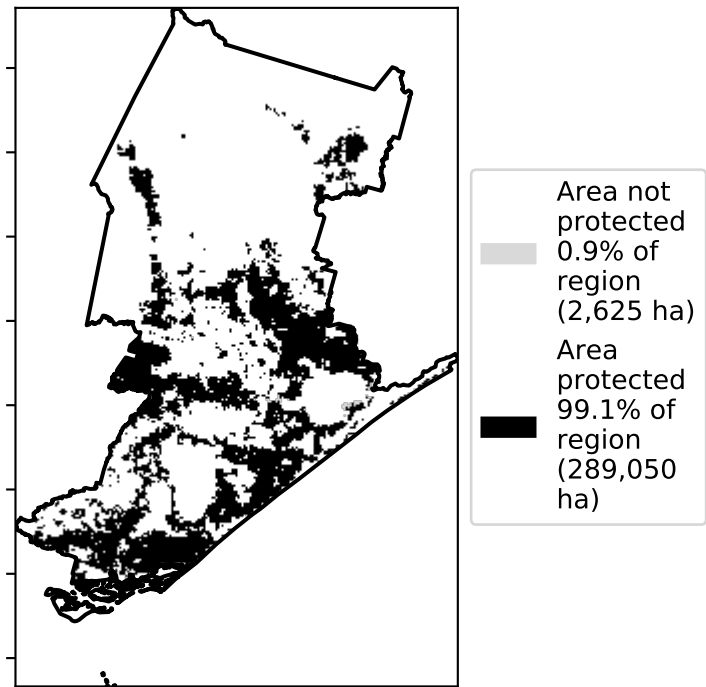 Area not
protected
0.9% of
region
(2,625 ha)
Area
protected
99.1% of
region
(289,050
ha)